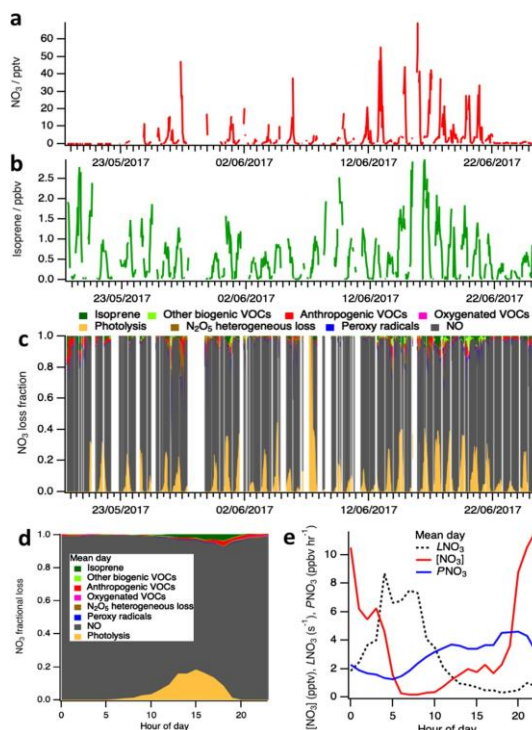 a
NO₃ / pptv
60
50
40
30
20
10
0
23/05/2017 02/06/2017 12/06/2017 22/06/2017
b
Isoprene / ppbv
2.5
2.0
1.5
1.0
0.5
0.0
23/05/2017 02/06/2017 12/06/2017 22/06/2017
Isoprene Other biogenic VOCs Anthropogenic VOCs Oxygenated VOCs
Photolysis N₂O₅ heterogeneous loss Peroxy radicals NO
c
NO₃ loss fraction
1.0
0.8
0.6
0.4
0.2
0.0
23/05/2017 02/06/2017 12/06/2017 22/06/2017
d
NO₃ fractional loss
1.0
0.8
0.6
0.4
0.2
0.0
Mean day
Isoprene
Other biogenic VOCs
Anthropogenic VOCs
Oxygenated VOCs
N₂O₅ heterogeneous loss
Peroxy radicals
NO
Photolysis
0 5 10 15 20
Hour of day
e
[NO₃] (pptv), LNO₃ (s⁻¹), PNO₃ (ppbv hr⁻¹)
10
8
6
4
2
0
Mean day
LNO₃
[NO₃]
PNO₃
0 5 10 15 20
Hour of day